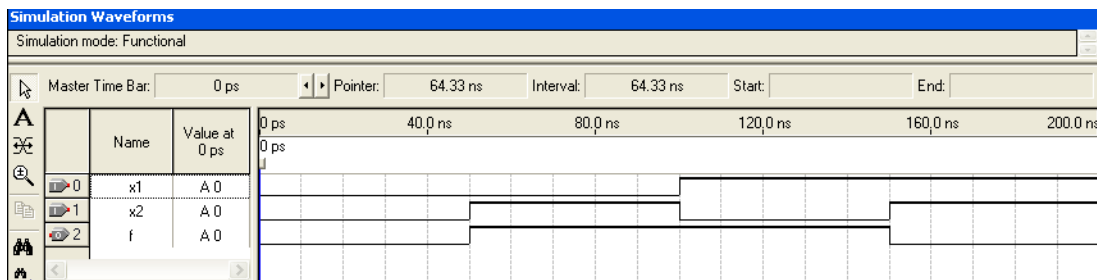 Simulation Waveforms
Simulation mode: Functional
Master Time Bar: 0 ps Pointer: 64.33 ns Interval: 64.33 ns Start: End:
A
Name Value at 0 ps 0 ps 40.0 ns 80.0 ns 120.0 ns 160.0 ns 200.0 ns
0 ps
0 x1 A 0
1 x2 A 0
2 f A 0